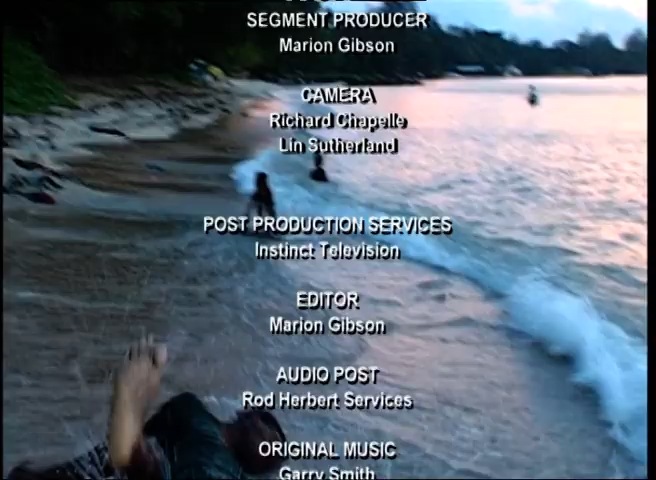 SEGMENT PRODUCER
Marion Gibson
CAMERA
Richard Chapelle
Lin Sutherland
POST PRODUCTION SERVICES
Instinct Television
EDITOR
Marion Gibson
AUDIO POST
Rod Herbert Services
ORIGINAL MUSIC
Garry Smith